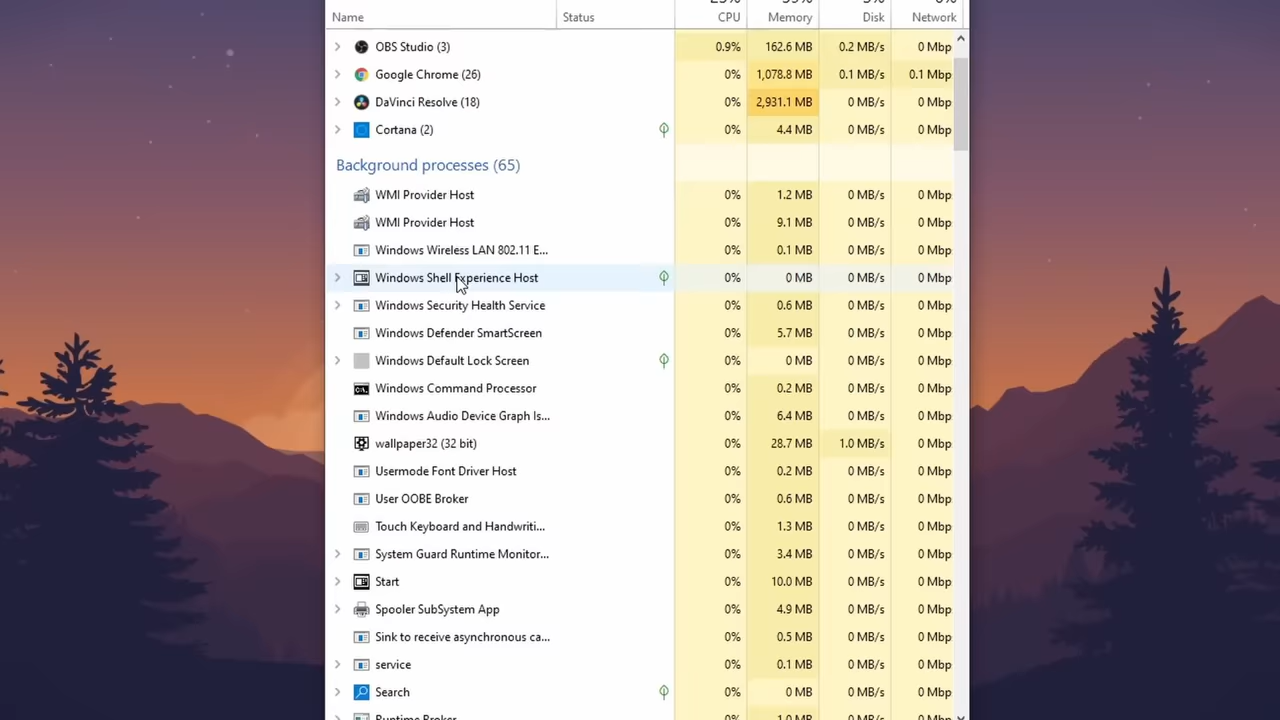 Name Status CPU Memory Disk Network
OBS Studio (3) 0.9% 162.6 MB 0.2 MB/s 0 Mbp
Google Chrome (26) 0% 1,078.8 MB 0.1 MB/s 0.1 Mbp
DaVinci Resolve (18) 0% 2,931.1 MB 0 MB/s 0 Mbp
Cortana (2) 0% 4.4 MB 0 MB/s 0 Mbp
Background processes (65)
WMI Provider Host 0% 1.2 MB 0 MB/s 0 Mbp
WMI Provider Host 0% 9.1 MB 0 MB/s 0 Mbp
Windows Wireless LAN 802.11 E... 0% 0.1 MB 0 MB/s 0 Mbp
Windows Shell Experience Host 0% 0 MB 0 MB/s 0 Mbp
Windows Security Health Service 0% 0.6 MB 0 MB/s 0 Mbp
Windows Defender SmartScreen 0% 5.7 MB 0 MB/s 0 Mbp
Windows Default Lock Screen 0% 0 MB 0 MB/s 0 Mbp
Windows Command Processor 0% 0.2 MB 0 MB/s 0 Mbp
Windows Audio Device Graph Is... 0% 6.4 MB 0 MB/s 0 Mbp
wallpaper32 (32 bit) 0% 28.7 MB 1.0 MB/s 0 Mbp
Usermode Font Driver Host 0% 0.2 MB 0 MB/s 0 Mbp
User OOBE Broker 0% 0.6 MB 0 MB/s 0 Mbp
Touch Keyboard and Handwriti... 0% 1.3 MB 0 MB/s 0 Mbp
System Guard Runtime Monitor... 0% 3.4 MB 0 MB/s 0 Mbp
Start 0% 10.0 MB 0 MB/s 0 Mbp
Spooler SubSystem App 0% 4.9 MB 0 MB/s 0 Mbp
Sink to receive asynchronous ca... 0% 0.5 MB 0 MB/s 0 Mbp
service 0% 0.1 MB 0 MB/s 0 Mbp
Search 0% 0 MB 0 MB/s 0 Mbp
Runtime Broker 0% 1.0 MB 0 MB/s 0 Mbp